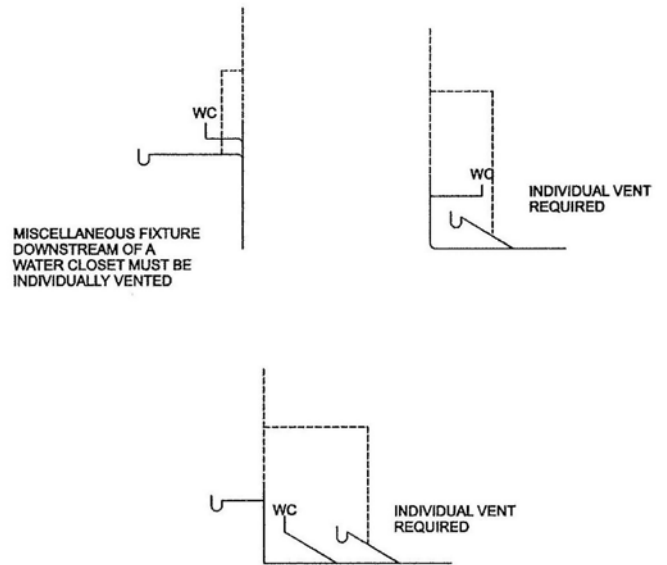 WC
MISCELLANEOUS FIXTURE
DOWNSTREAM OF A
WATER CLOSET MUST BE
INDIVIDUALLY VENTED
WC
INDIVIDUAL VENT
REQUIRED
WC
INDIVIDUAL VENT
REQUIRED